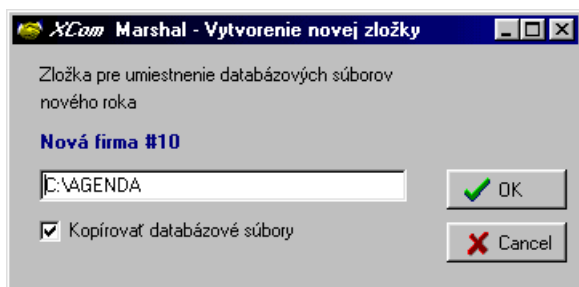 XCom Marshal - Vytvorenie novej zložky
Zložka pre umiestnenie databázových súborov
nového roka
Nová firma #10
C:\AGENDA
OK
Kopírovať databázové súbory
Cancel